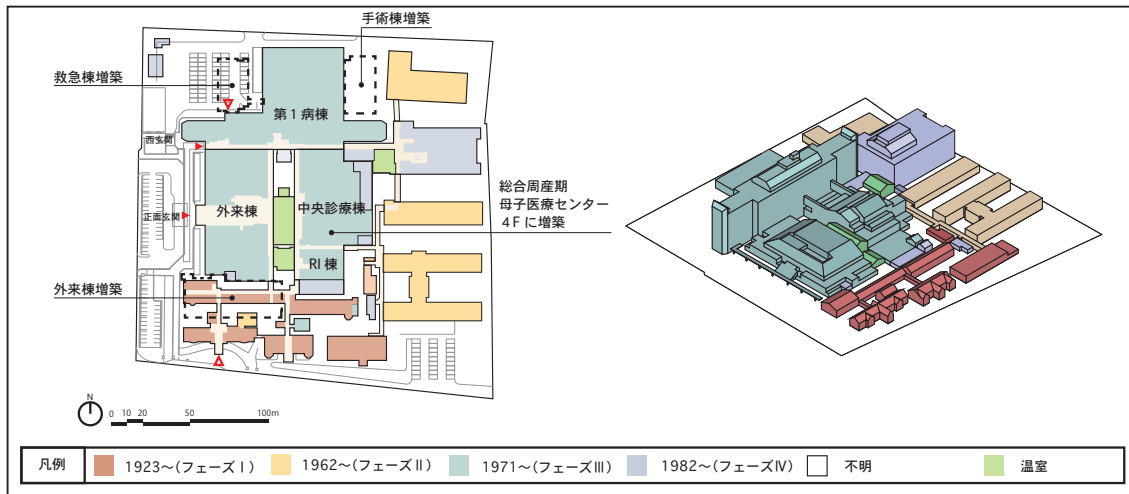 手術棟増築
救急棟増築
第1病棟
西玄関
総合周産期
母子医療センター
4Fに増築
外来棟
中央診療棟
正面玄関
RI棟
外来棟増築
N
0 10 20 50 100m
凡例
1923〜(フェーズⅠ)
1962〜(フェーズⅡ)
1971〜(フェーズⅢ)
1982〜(フェーズⅣ)
不明
温室